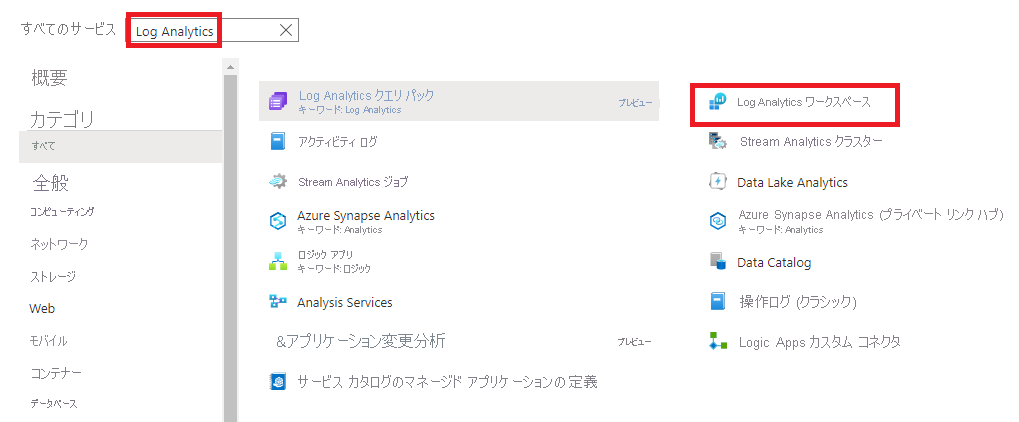 すべてのサービス
Log Analytics
概要
カテゴリ
すべて
全般
コンピューティング
ネットワーク
ストレージ
Web
モバイル
コンテナー
データベース
Log Analytics クエリ パック
キーワード: Log Analytics
プレビュー
アクティビティ ログ
Stream Analytics ジョブ
Azure Synapse Analytics
キーワード: Analytics
ロジック アプリ
キーワード:ロジック
Analysis Services
&アプリケーション変更分析
プレビュー
サービス カタログのマネージド アプリケーションの 定義
Log Analytics ワークスペース
Stream Analytics クラスター
Data Lake Analytics
Azure Synapse Analytics (プライベート リンク ハブ)
キーワード: Analytics
Data Catalog
操作ログ (クラシック)
Logic Apps カスタム コネクタ